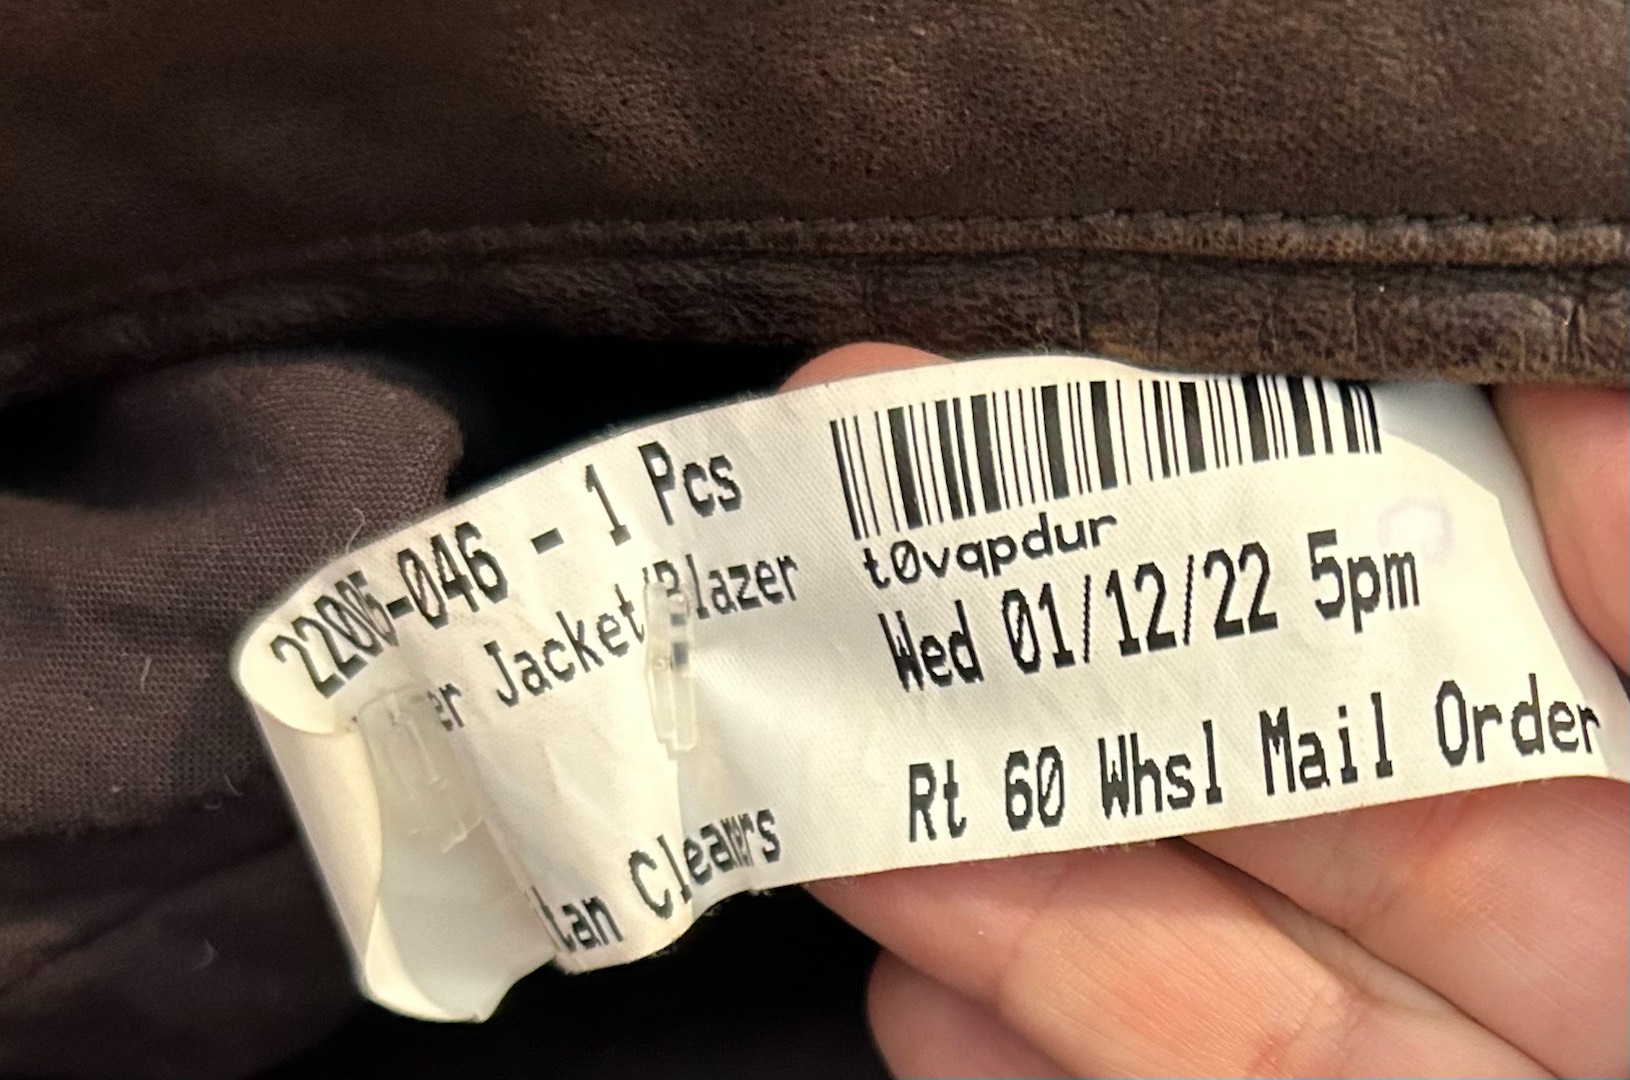 - 1 Pcs
Jacket/Blazer
Cleaners
t0vqpdur
Wed 01/12/22 5pm
Rt 60 Whsl Mail Order